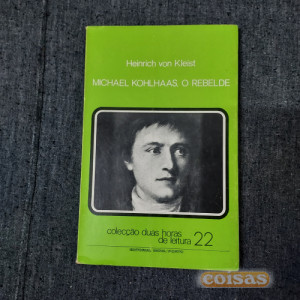 Heinrich von Kleist
MICHAEL KOHLHAAS, O REBELDE
colecção duas horas
de leitura 22
coisas